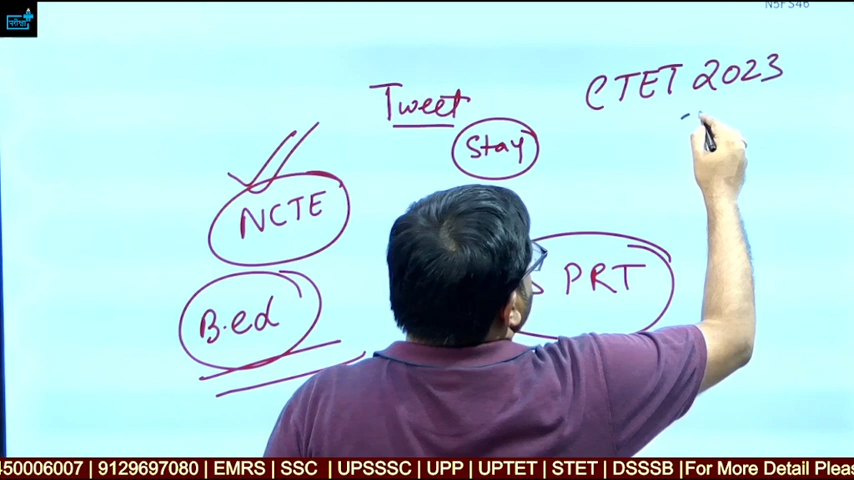 N5FS46
CTET 2023
Tweet
Stay
NCTE
PRT
B.ed
450006007 | 9129697080 | EMRS | SSC | UPSSSC | UPP | UPTET | STET | DSSSB |For More Detail Pleas